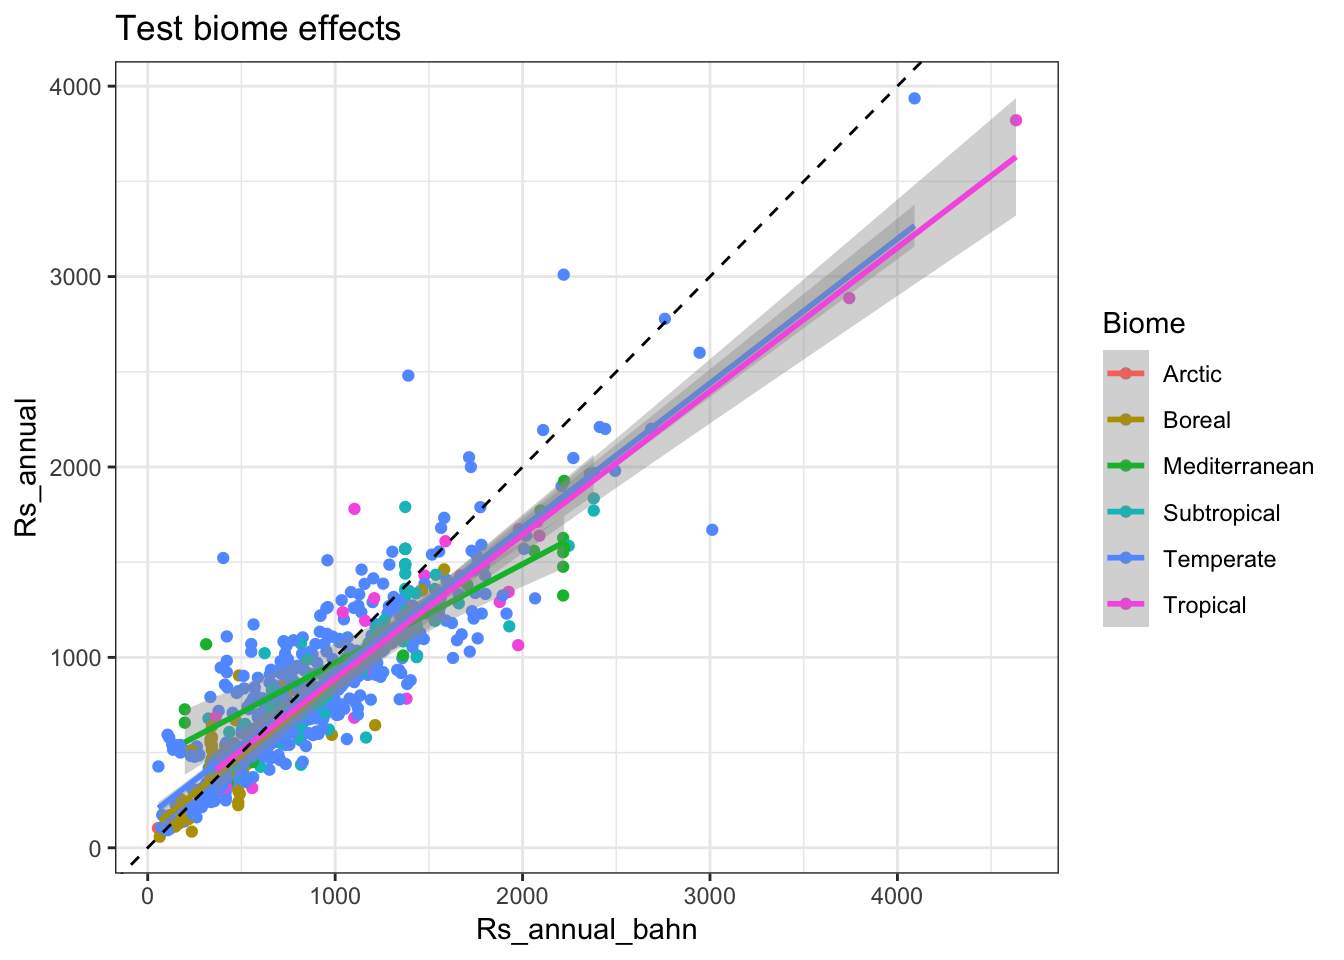 Test biome effects
Rs_annual
4000
3000
2000
1000
0
0 1000 2000 3000 4000
Rs_annual_bahn
Biome
Arctic
Boreal
Mediterranean
Subtropical
Temperate
Tropical